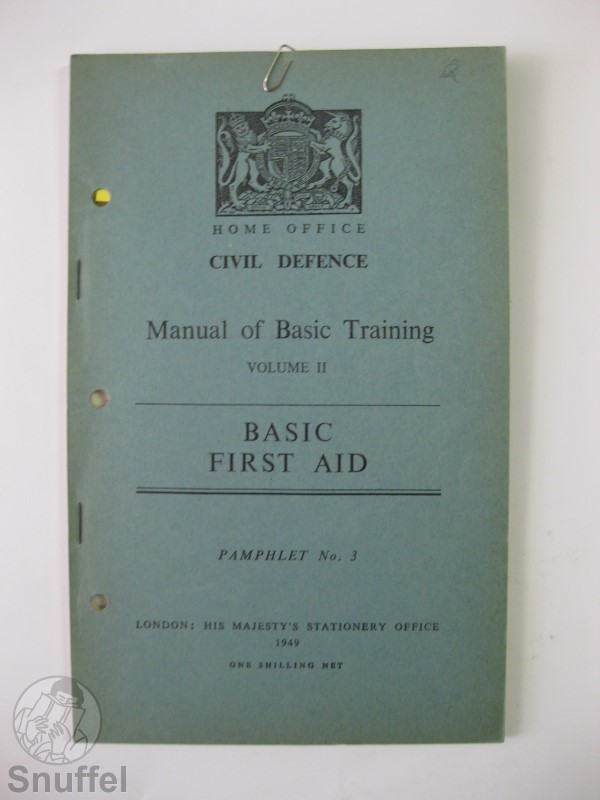 HOME OFFICE
CIVIL DEFENCE
Manual of Basic Training
VOLUME II
BASIC
FIRST AID
PAMPHLET No. 3
LONDON: HIS MAJESTY'S STATIONERY OFFICE
1949
ONE SHILLING NET
Snuffel